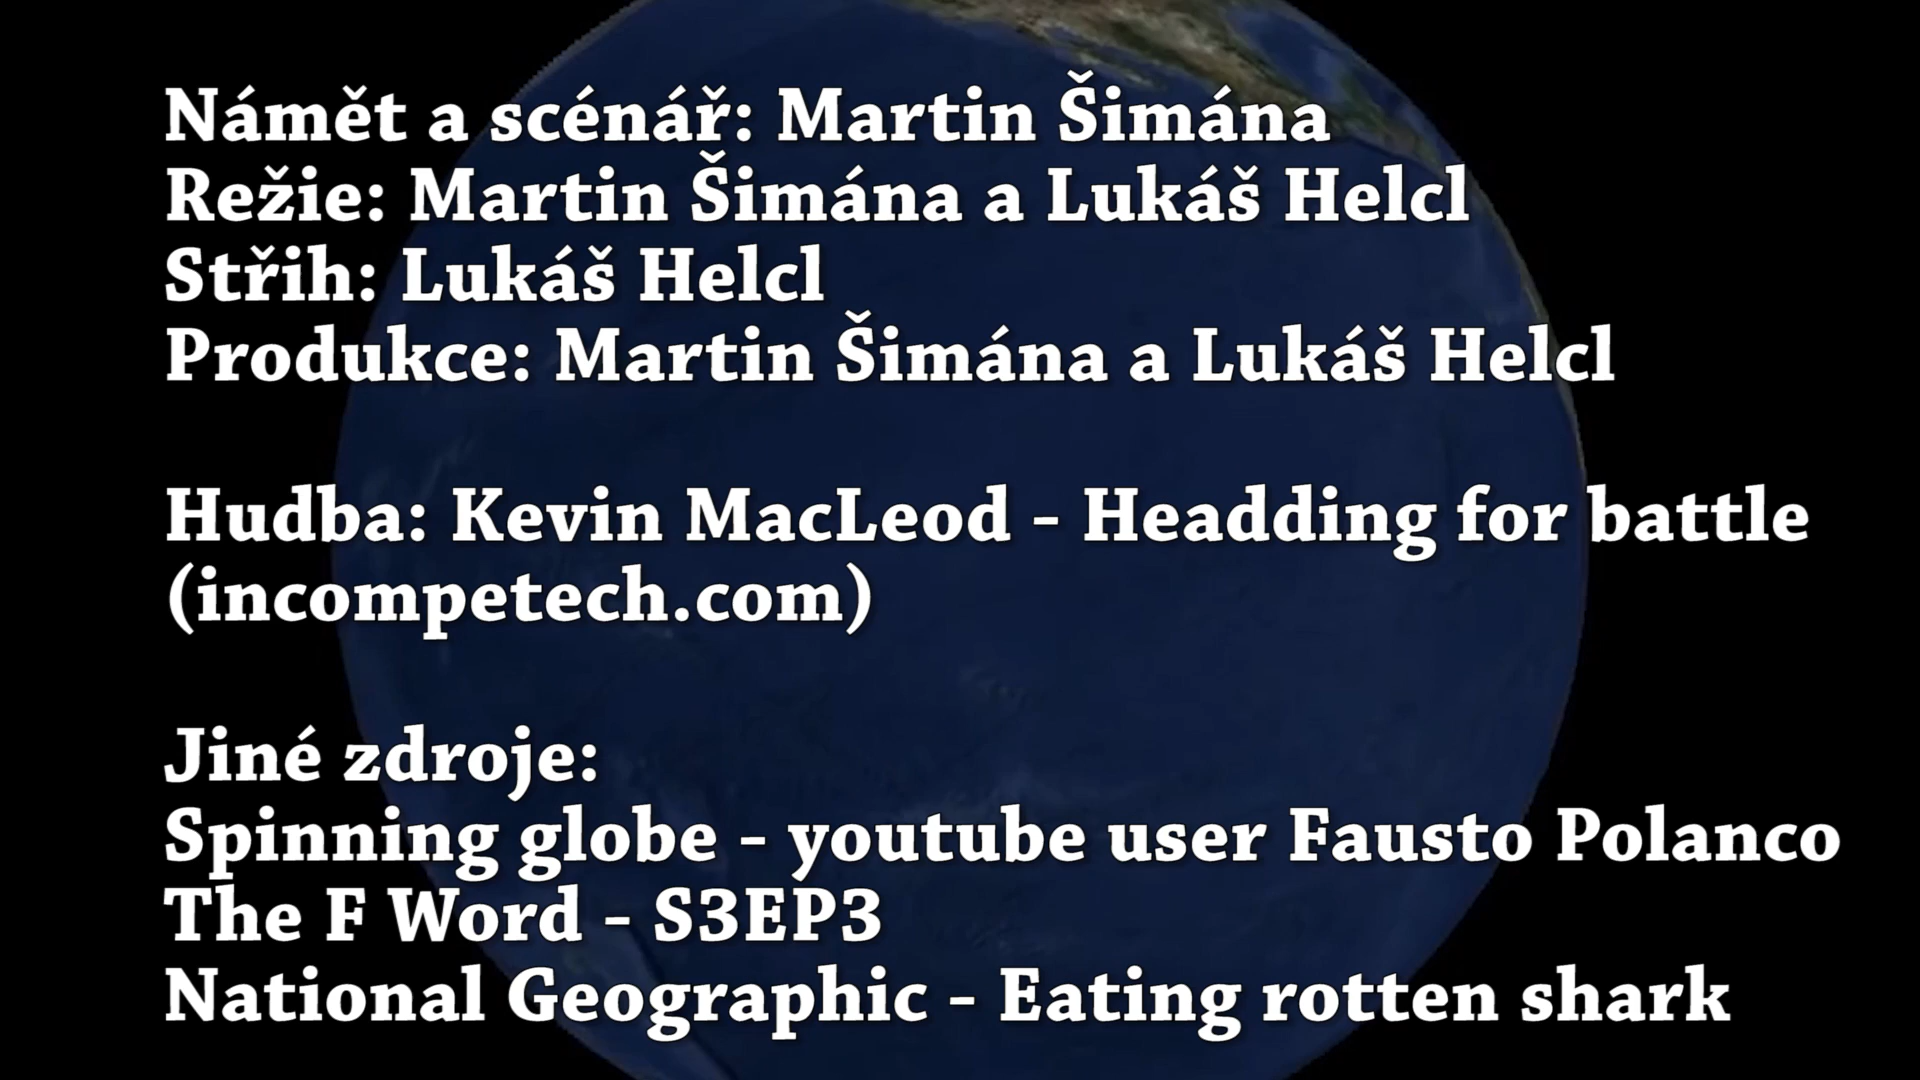 Námět a scénář: Martin Šimána
Režie: Martin Šimána a Lukáš Helcl
Střih: Lukáš Helcl
Produkce: Martin Šimána a Lukáš Helcl
Hudba: Kevin MacLeod - Headding for battle
(incompetech.com)
Jiné zdroje:
Spinning globe - youtube user Fausto Polanco
The F Word - S3EP3
National Geographic - Eating rotten shark